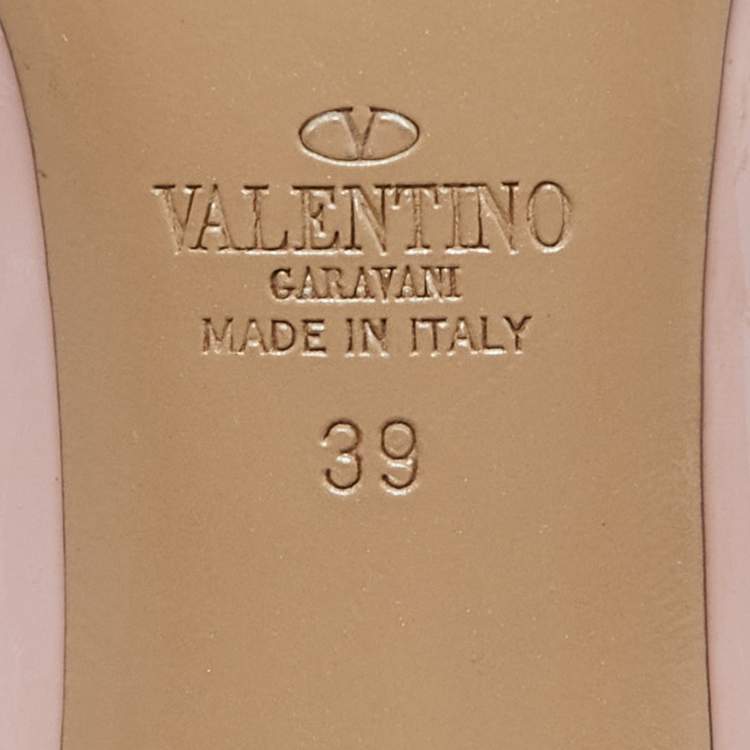 V
VALENTINO
GARAVANI
MADE IN ITALY
39